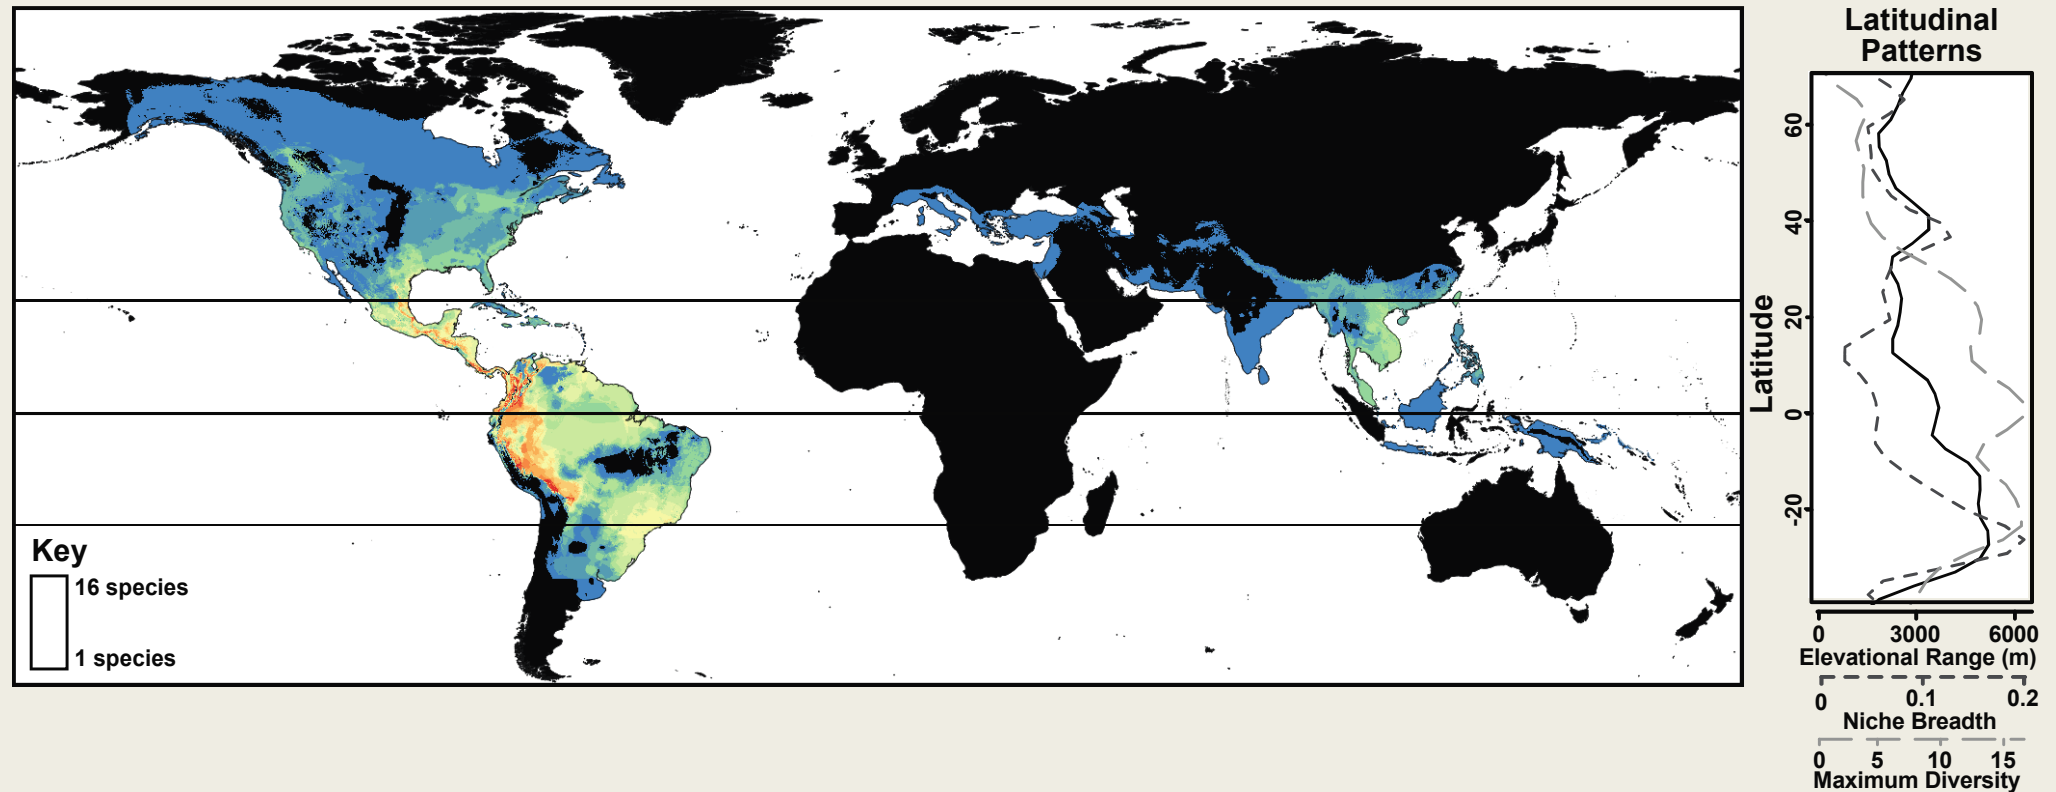 Latitudinal
Patterns
60
40
20
0
-20
Latitude
Key
16 species
1 species
0 3000 6000
Elevational Range (m)
0 0.1 0.2
Niche Breadth
0 5 10 15
Maximum Diversity